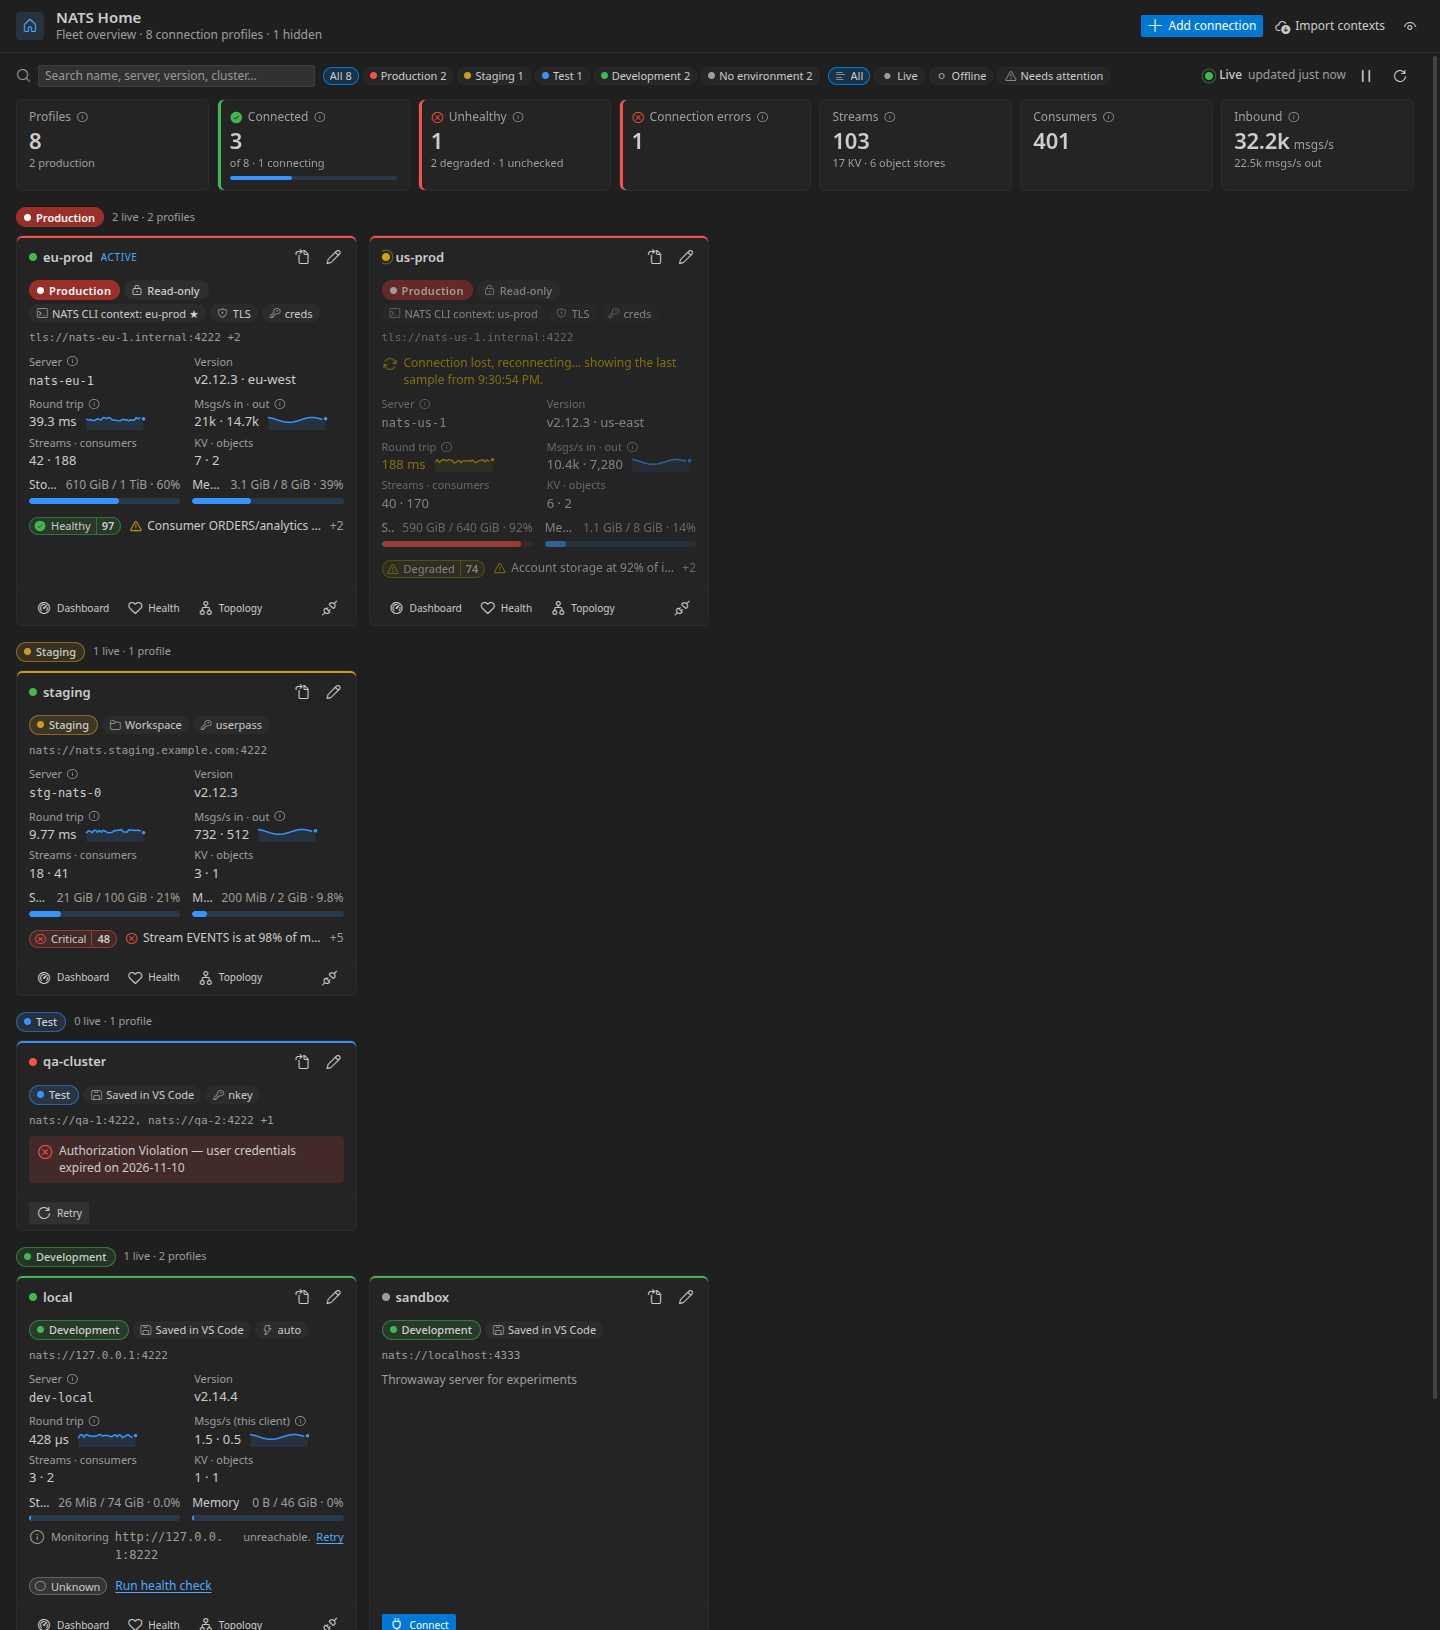 NATS Home
Fleet overview · 8 connection profiles · 1 hidden
Add connection
Import contexts
Search name, server, version, cluster...
All 8
Production 2
Staging 1
Test 1
Development 2
No environment 2
All
Live
Offline
Needs attention
Live updated just now
Profiles
8
2 production
Connected
3
of 8 · 1 connecting
Unhealthy
1
2 degraded · 1 unchecked
Connection errors
1
Streams
103
17 KV · 6 object stores
Consumers
401
Inbound
32.2k msgs/s
22.5k msgs/s out
Production 2 live · 2 profiles
eu-prod ACTIVE
Production Read-only
NATS CLI context: eu-prod ★ TLS creds
tls://nats-eu-1.internal:4222 +2
Server Version
nats-eu-1 v2.12.3 · eu-west
Round trip Msgs/s in · out
39.3 ms 21k · 14.7k
Streams · consumers KV · objects
42 · 188 7 · 2
Sto... 610 GiB / 1 TiB · 60% Me... 3.1 GiB / 8 GiB · 39%
Healthy 97 Consumer ORDERS/analytics ... +2
Dashboard Health Topology
us-prod
Production Read-only
NATS CLI context: us-prod TLS creds
tls://nats-us-1.internal:4222
Connection lost, reconnecting... showing the last
sample from 9:30:54 PM.
Server Version
nats-us-1 v2.12.3 · us-east
Round trip Msgs/s in · out
188 ms 10.4k · 7,280
Streams · consumers KV · objects
40 · 170 6 · 2
S.. 590 GiB / 640 GiB · 92% Me... 1.1 GiB / 8 GiB · 14%
Degraded 74 Account storage at 92% of i... +2
Dashboard Health Topology
Staging 1 live · 1 profile
staging
Staging Workspace userpass
nats://nats.staging.example.com:4222
Server Version
stg-nats-0 v2.12.3
Round trip Msgs/s in · out
9.77 ms 732 · 512
Streams · consumers KV · objects
18 · 41 3 · 1
S... 21 GiB / 100 GiB · 21% M... 200 MiB / 2 GiB · 9.8%
Critical 48 Stream EVENTS is at 98% of m... +5
Dashboard Health Topology
Test 0 live · 1 profile
qa-cluster
Test Saved in VS Code nkey
nats://qa-1:4222, nats://qa-2:4222 +1
Authorization Violation — user credentials
expired on 2026-11-10
Retry
Development 1 live · 2 profiles
local
Development Saved in VS Code auto
nats://127.0.0.1:4222
Server Version
dev-local v2.14.4
Round trip Msgs/s (this client)
428 µs 1.5 · 0.5
Streams · consumers KV · objects
3 · 2 1 · 1
St... 26 MiB / 74 GiB · 0.0% Memory 0 B / 46 GiB · 0%
Monitoring http://127.0.0.
1:8222 unreachable. Retry
Unknown Run health check
Dashboard Health Topology
sandbox
Development Saved in VS Code
nats://localhost:4333
Throwaway server for experiments
Connect